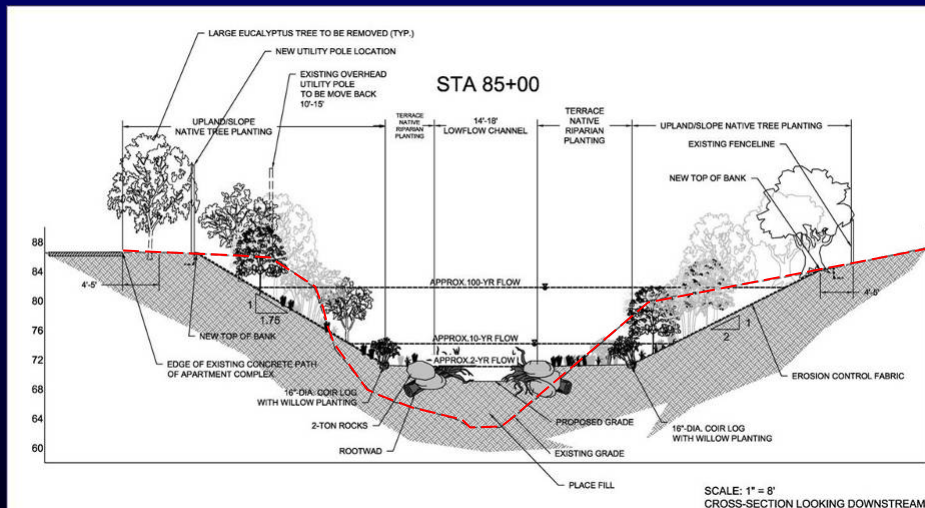 LARGE EUCALYPTUS TREE TO BE REMOVED (TYP.)
NEW UTILITY POLE LOCATION
EXISTING OVERHEAD
UTILITY POLE
TO BE MOVE BACK
10'-15'
STA 85+00
UPLAND/SLOPE
NATIVE TREE PLANTING
TERRACE
NATIVE
RIPARIAN
PLANTING
14'-18'
LOWFLOW CHANNEL
TERRACE
NATIVE
RIPARIAN
PLANTING
UPLAND/SLOPE NATIVE TREE PLANTING
EXISTING FENCELINE
NEW TOP OF BANK
88
84
80
76
72
68
64
60
4'-5'
1
1.75
APPROX.100-YR FLOW
APPROX.10-YR FLOW
APPROX.2-YR FLOW
4'-5'
1
2
NEW TOP OF BANK
EDGE OF EXISTING CONCRETE PATH
OF APARTMENT COMPLEX
16"-DIA. COIR LOG
WITH WILLOW PLANTING
2-TON ROCKS
ROOTWAD
PROPOSED GRADE
EXISTING GRADE
PLACE FILL
EROSION CONTROL FABRIC
16"-DIA. COIR LOG
WITH WILLOW PLANTING
SCALE: 1" = 8'
CROSS-SECTION LOOKING DOWNSTREAM